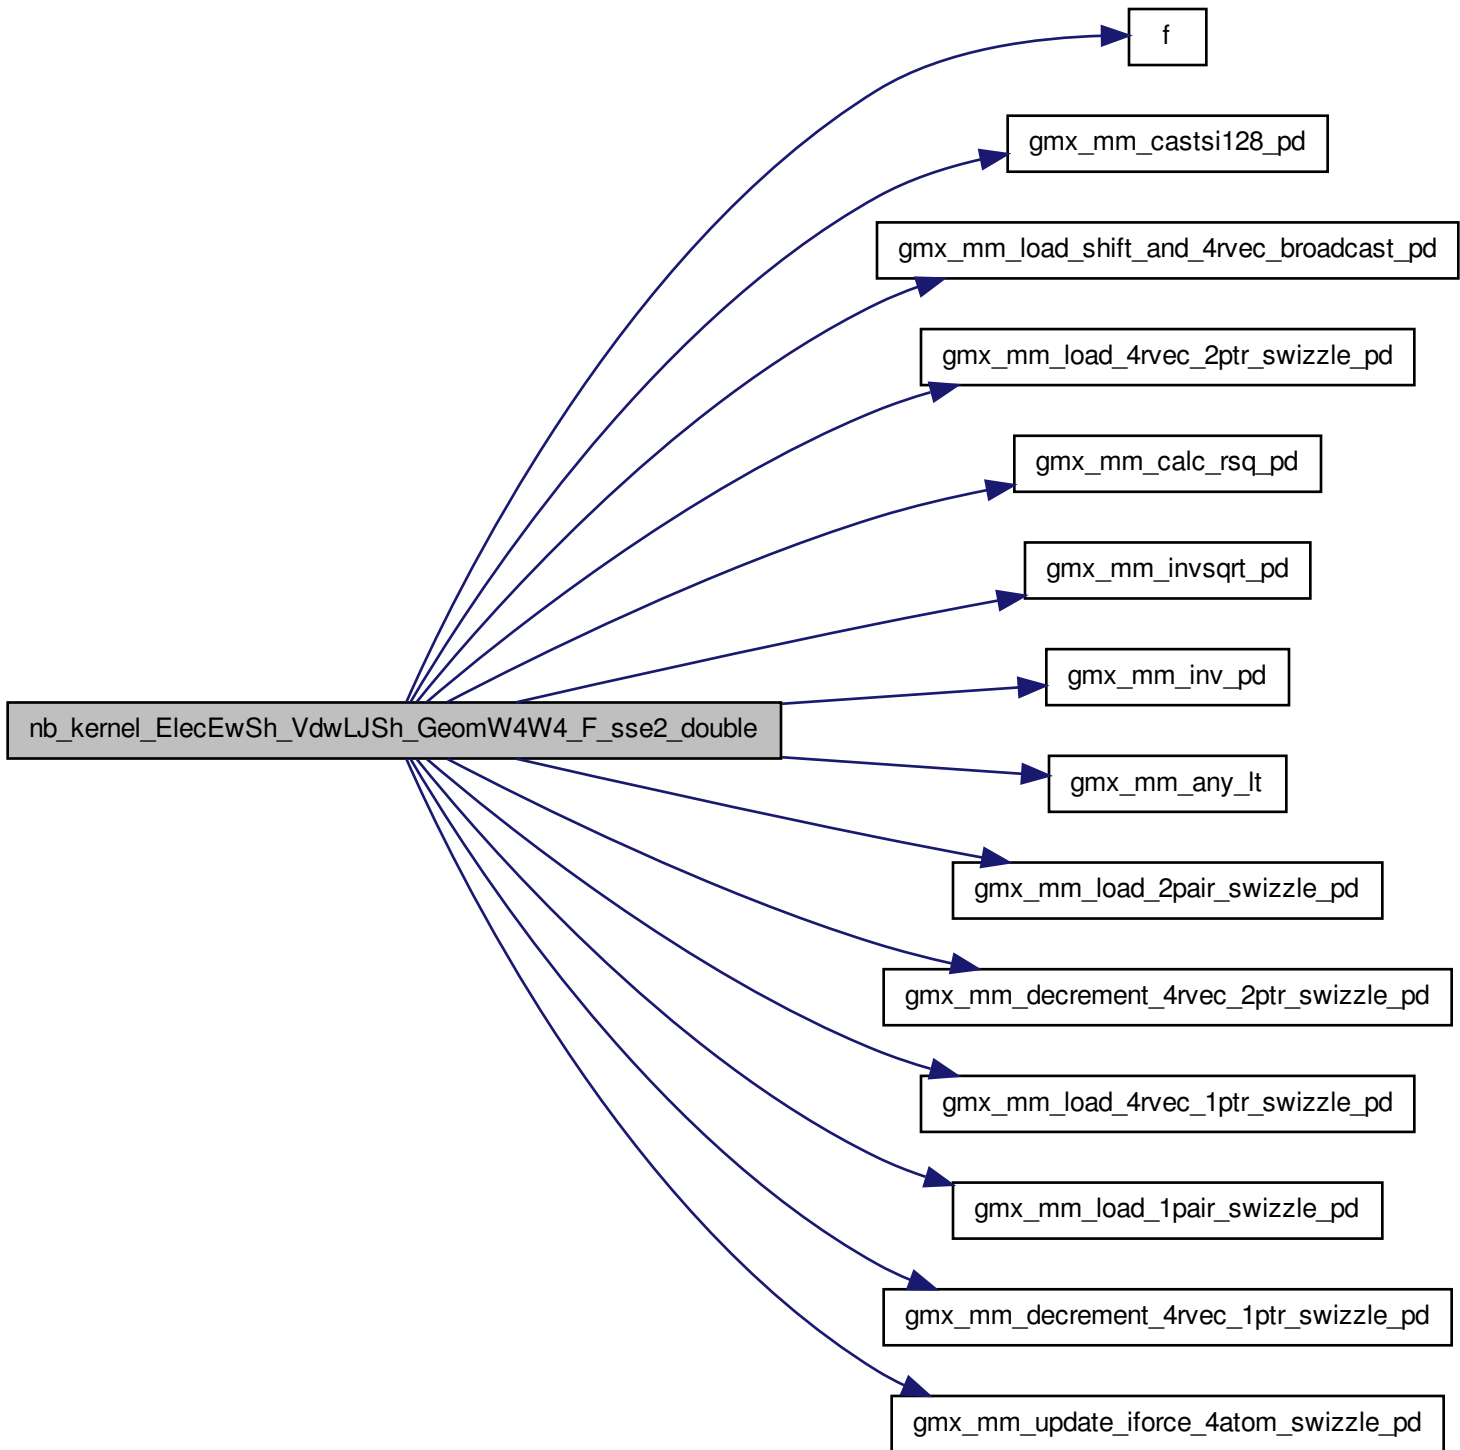 f
gmx_mm_castsi128_pd
gmx_mm_load_shift_and_4rvec_broadcast_pd
gmx_mm_load_4rvec_2ptr_swizzle_pd
gmx_mm_calc_rsq_pd
gmx_mm_invsqrt_pd
gmx_mm_inv_pd
nb_kernel_ElecEwSh_VdwLJSh_GeomW4W4_F_sse2_double
gmx_mm_any_lt
gmx_mm_load_2pair_swizzle_pd
gmx_mm_decrement_4rvec_2ptr_swizzle_pd
gmx_mm_load_4rvec_1ptr_swizzle_pd
gmx_mm_load_1pair_swizzle_pd
gmx_mm_decrement_4rvec_1ptr_swizzle_pd
gmx_mm_update_iforce_4atom_swizzle_pd